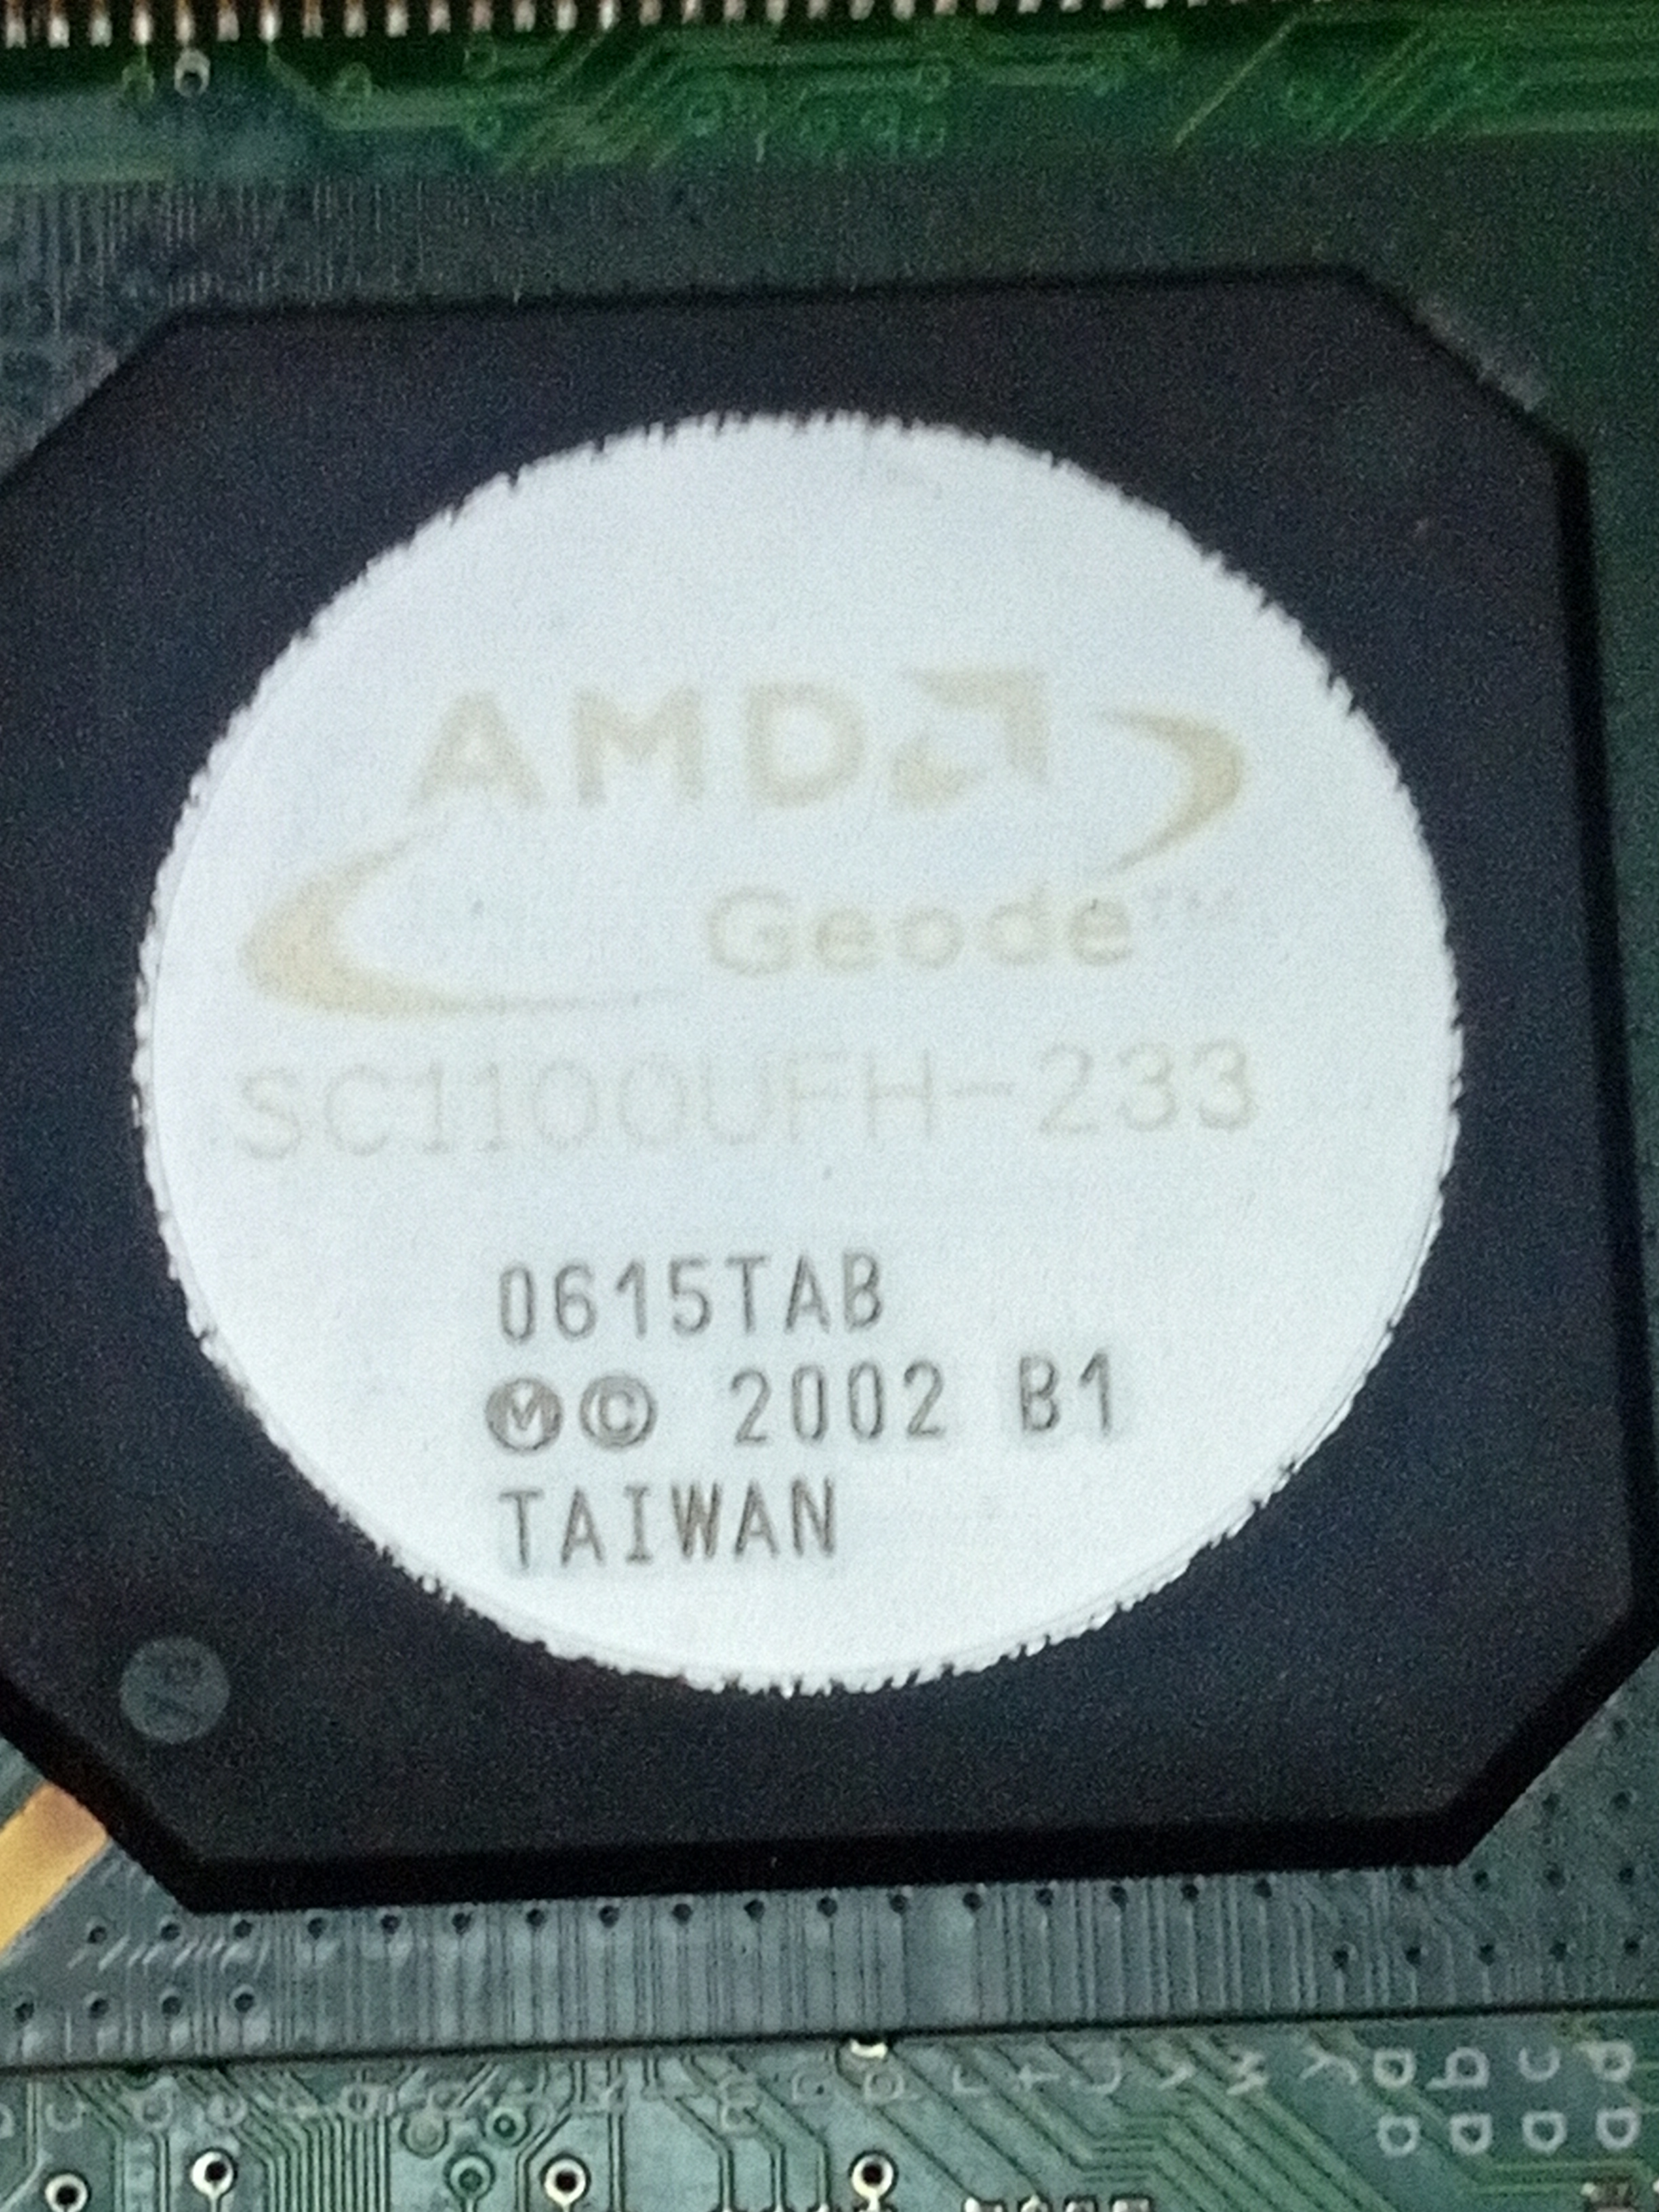 AMD
Geode™
SC1100UFH-233
0615TAB
Ⓜ© 2002 B1
TAIWAN